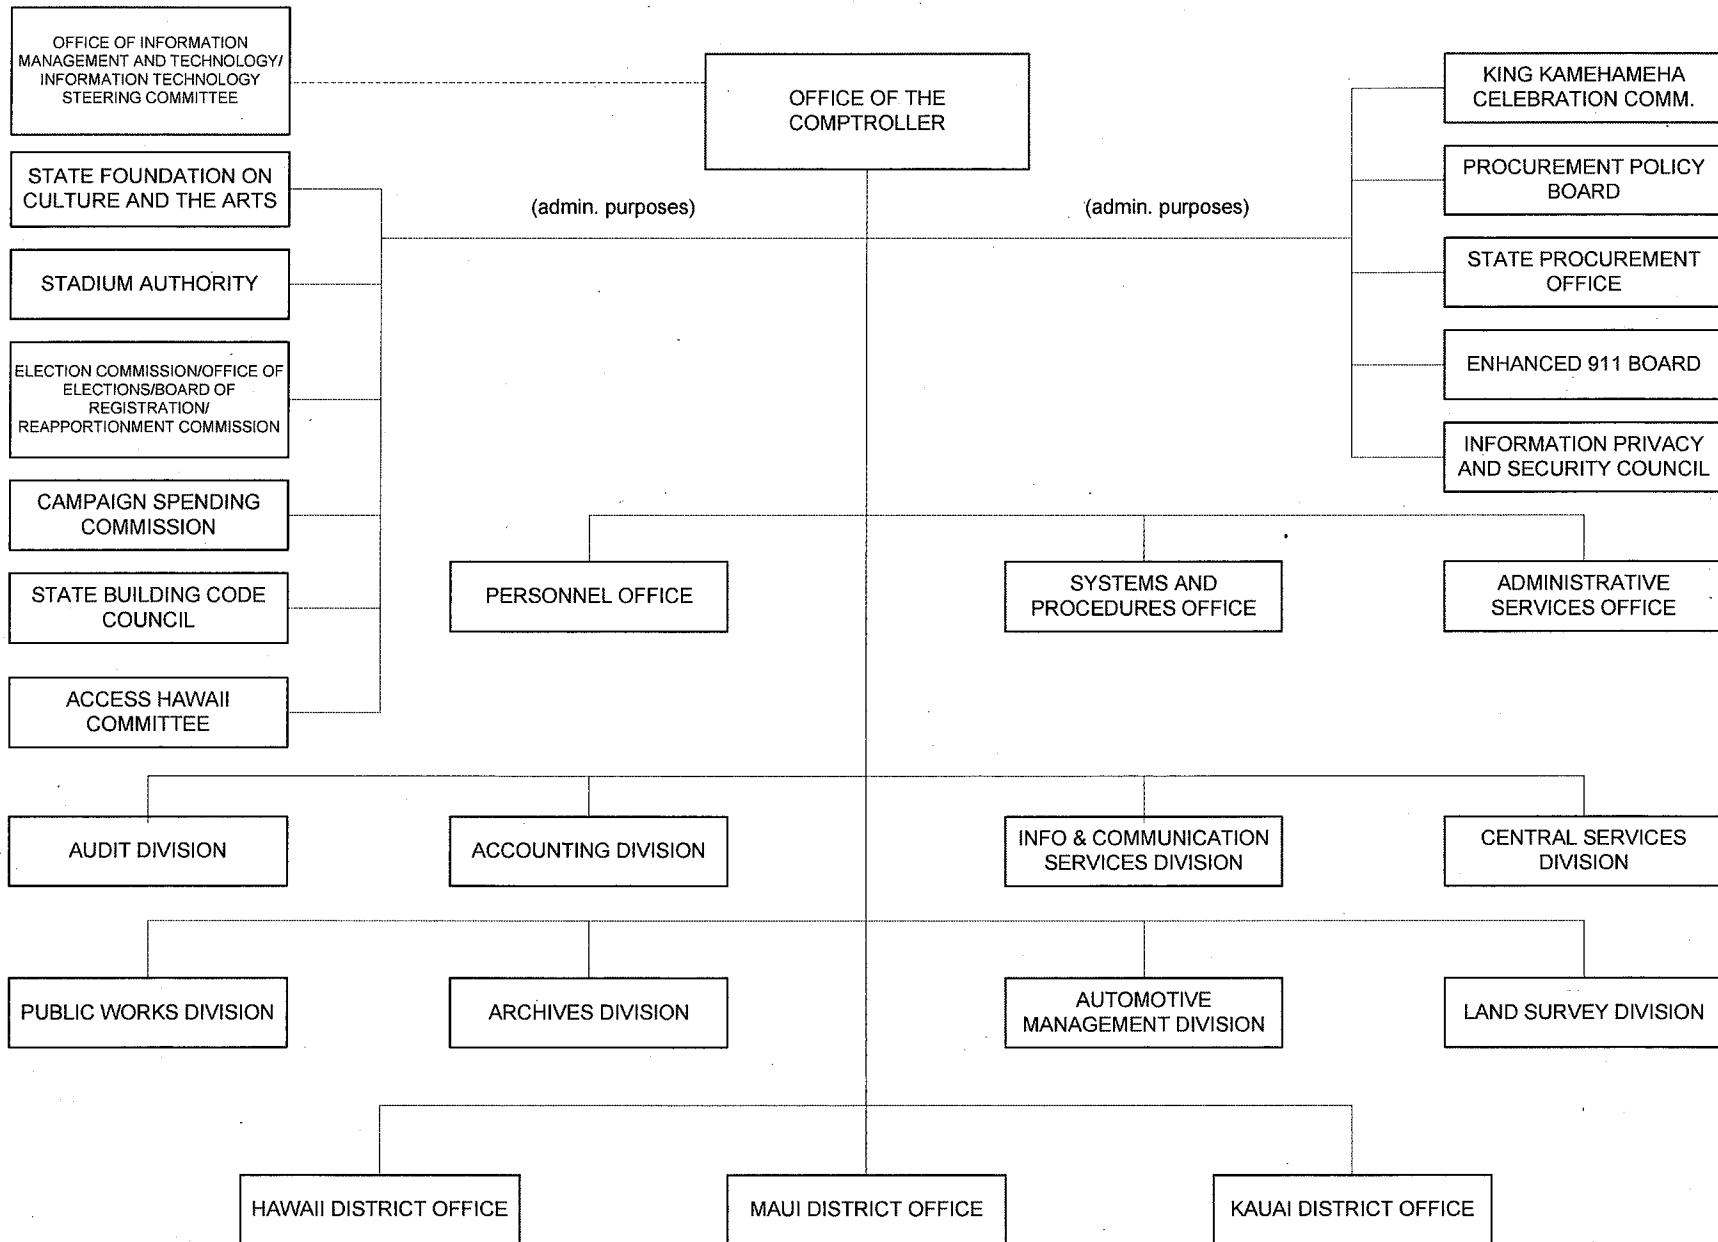 OFFICE OF INFORMATION
MANAGEMENT AND TECHNOLOGY/
INFORMATION TECHNOLOGY
STEERING COMMITTEE
OFFICE OF THE
COMPTROLLER
KING KAMEHAMEHA
CELEBRATION COMM.
STATE FOUNDATION ON
CULTURE AND THE ARTS
(admin. purposes)
(admin. purposes)
PROCUREMENT POLICY
BOARD
STADIUM AUTHORITY
STATE PROCUREMENT
OFFICE
ELECTION COMMISSION/OFFICE OF
ELECTIONS/BOARD OF
REGISTRATION/
REAPPORTIONMENT COMMISSION
ENHANCED 911 BOARD
INFORMATION PRIVACY
AND SECURITY COUNCIL
CAMPAIGN SPENDING
COMMISSION
STATE BUILDING CODE
COUNCIL
PERSONNEL OFFICE
SYSTEMS AND
PROCEDURES OFFICE
ADMINISTRATIVE
SERVICES OFFICE
ACCESS HAWAII
COMMITTEE
AUDIT DIVISION
ACCOUNTING DIVISION
INFO & COMMUNICATION
SERVICES DIVISION
CENTRAL SERVICES
DIVISION
PUBLIC WORKS DIVISION
ARCHIVES DIVISION
AUTOMOTIVE
MANAGEMENT DIVISION
LAND SURVEY DIVISION
HAWAII DISTRICT OFFICE
MAUI DISTRICT OFFICE
KAUAI DISTRICT OFFICE